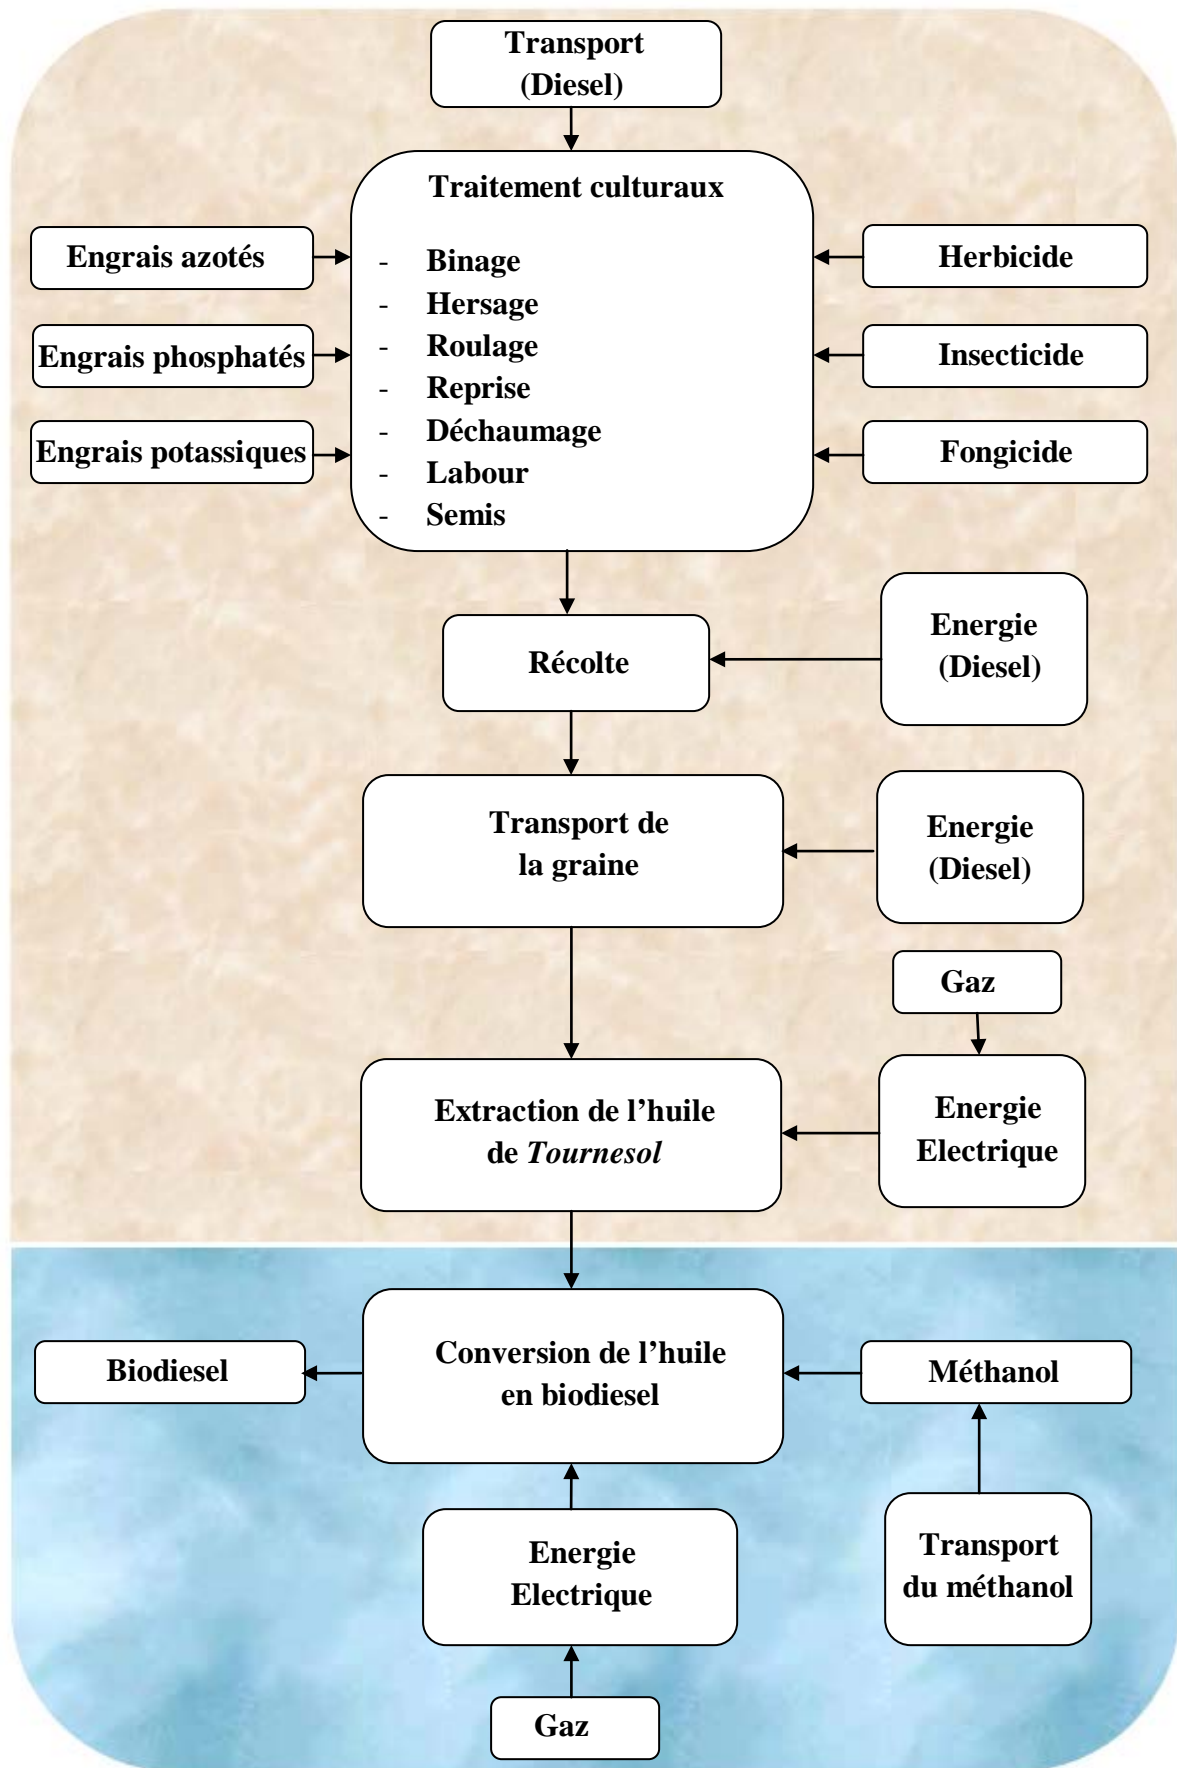 Transport
(Diesel)
Traitement culturaux
Engrais azotés
Engrais phosphatés
Engrais potassiques
- Binage
- Hersage
- Roulage
- Reprise
- Déchaumage
- Labour
- Semis
Herbicide
Insecticide
Fongicide
Récolte
Energie
(Diesel)
Transport de
la graine
Energie
(Diesel)
Gaz
Extraction de l’huile
de Tournesol
Energie
Electrique
Biodiesel
Conversion de l’huile
en biodiesel
Méthanol
Energie
Electrique
Transport
du méthanol
Gaz